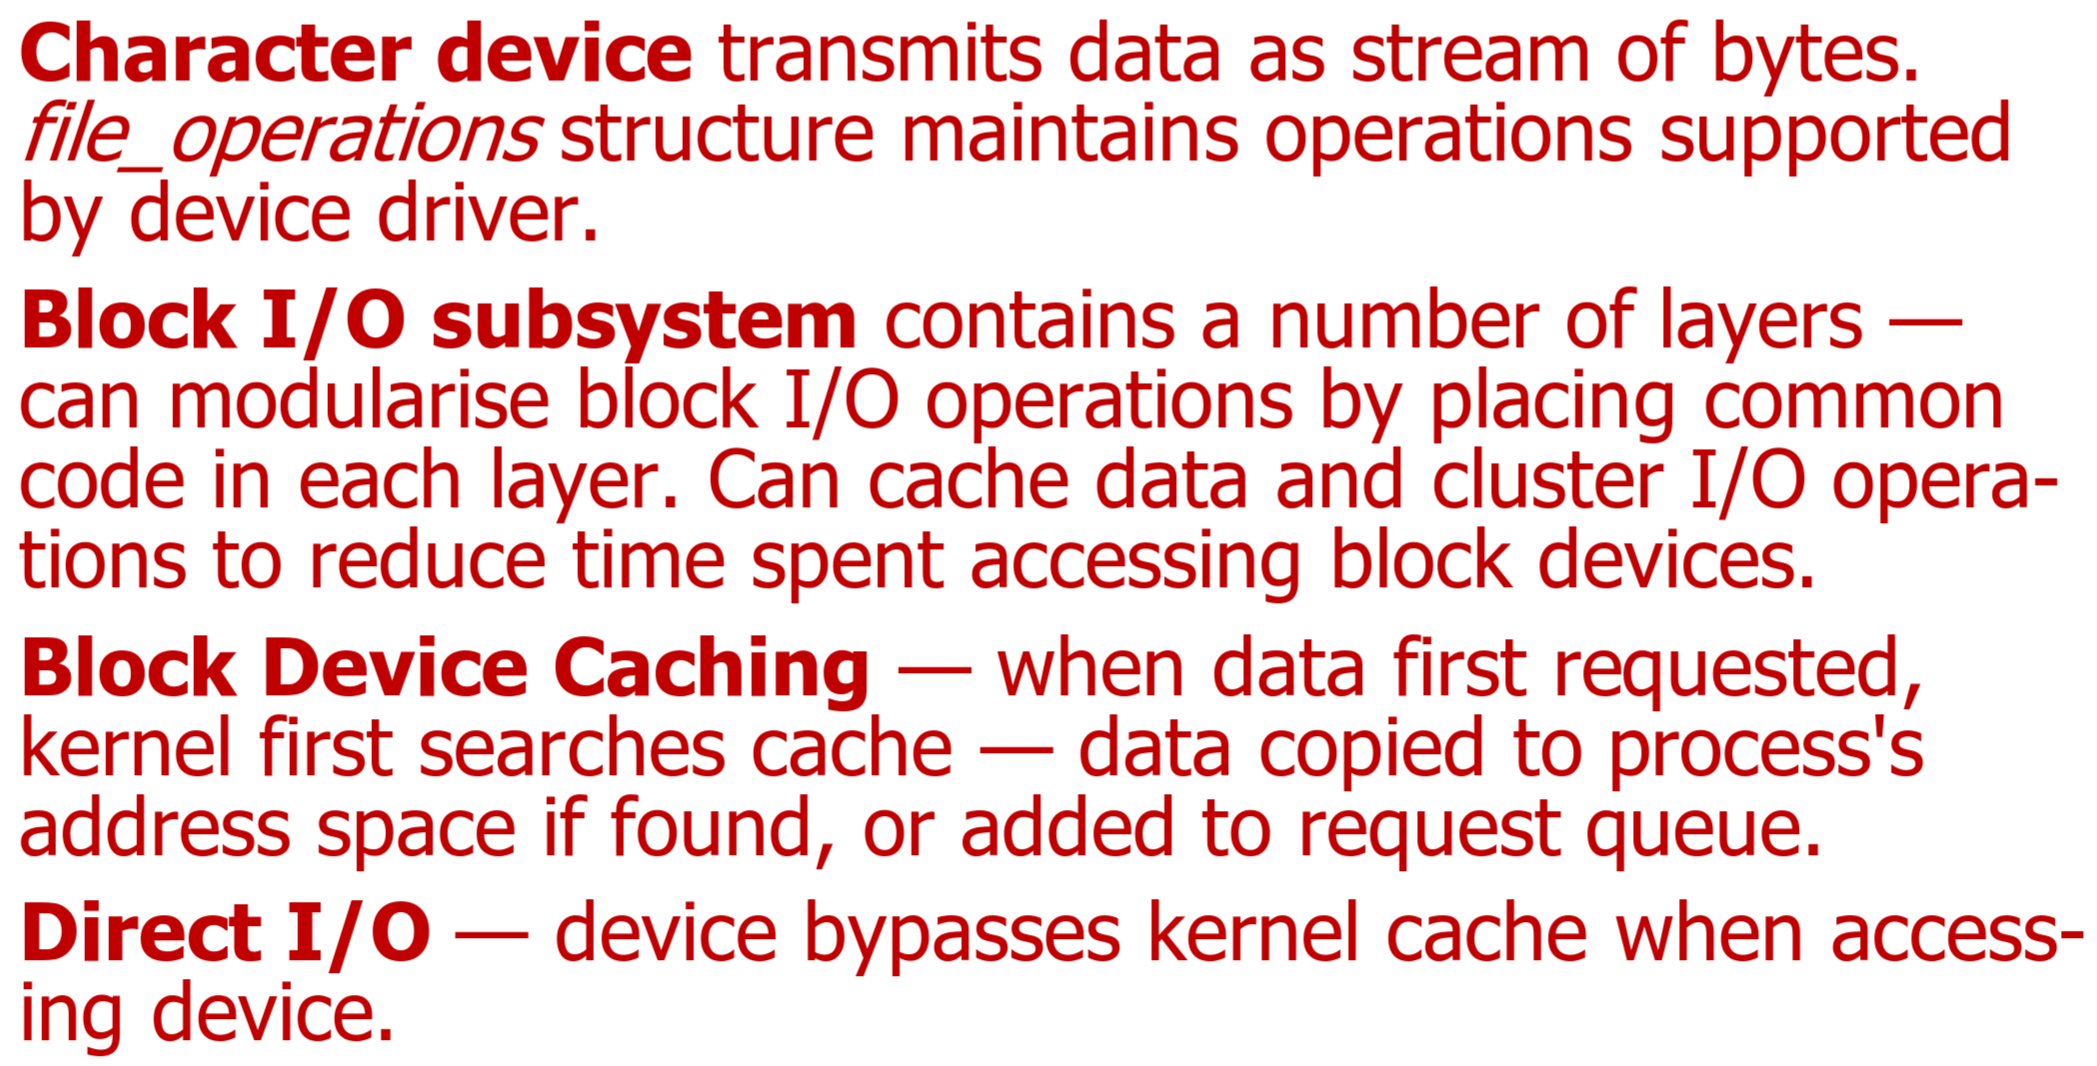 Character device transmits data as stream of bytes.
file_operations structure maintains operations supported
by device driver.
Block I/O subsystem contains a number of layers —
can modularise block I/O operations by placing common
code in each layer. Can cache data and cluster I/O opera-
tions to reduce time spent accessing block devices.
Block Device Caching — when data first requested,
kernel first searches cache — data copied to process's
address space if found, or added to request queue.
Direct I/O — device bypasses kernel cache when access-
ing device.